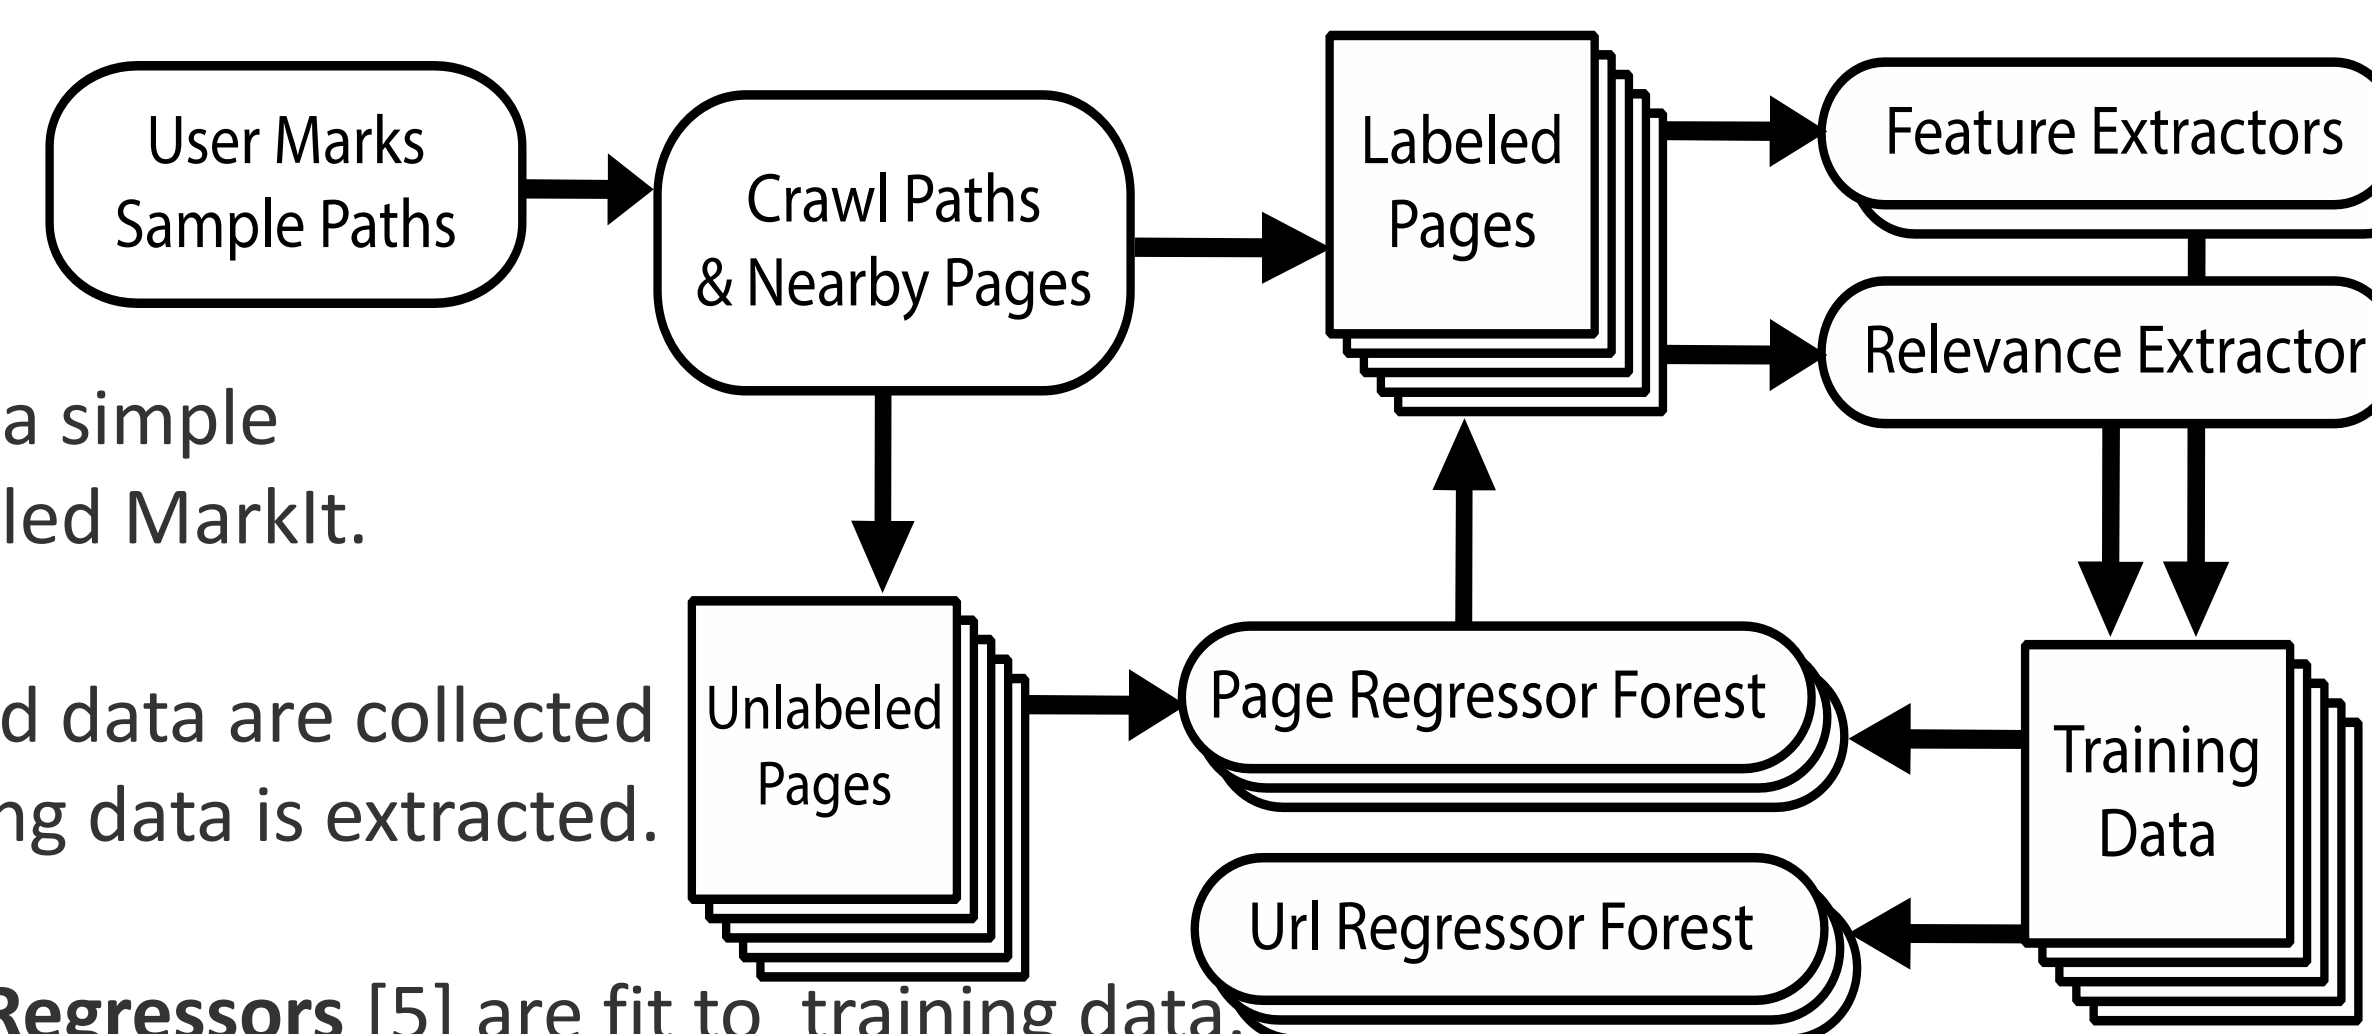 User Marks
Sample Paths
Crawl Paths
& Nearby Pages
Labeled
Pages
Feature Extractors
Relevance Extractor
a simple
led MarkIt.
Unlabeled
Pages
Page Regressor Forest
Training
Data
d data are collected
ng data is extracted.
Url Regressor Forest
Regressors [5] are fit to training data.